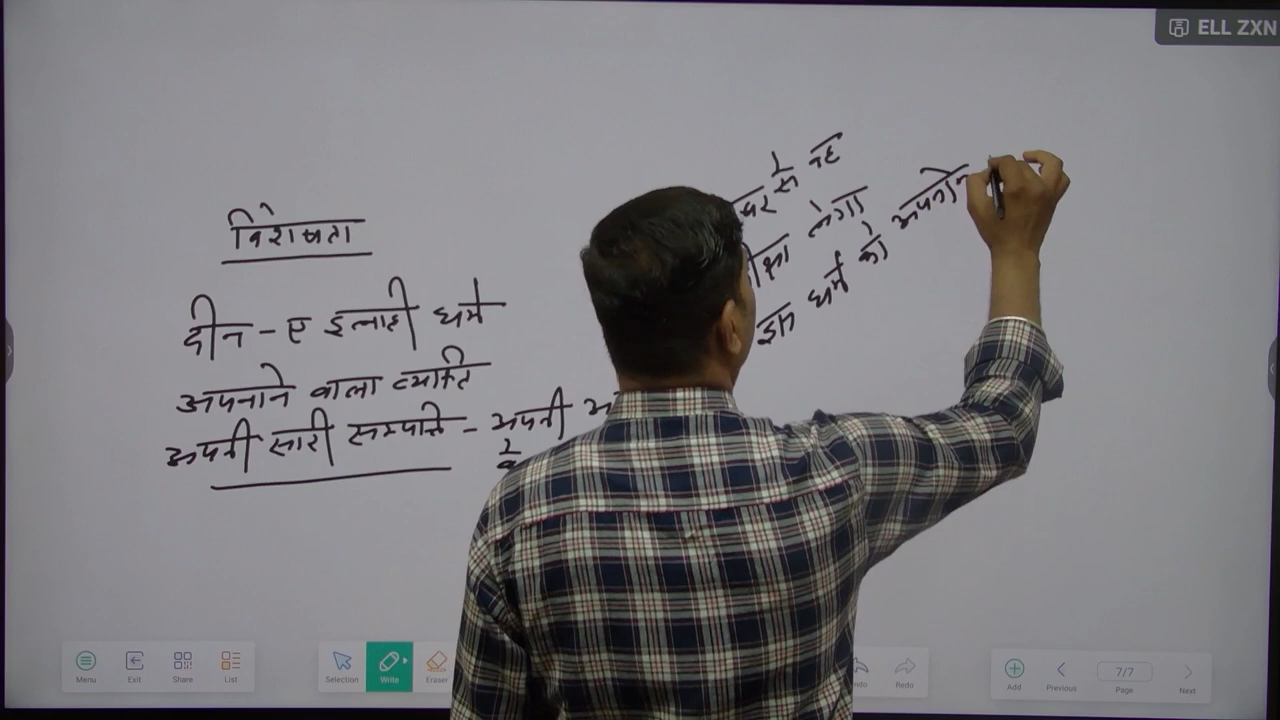 ELL ZXN
विशेषता
दीन-ए इलाही धर्म
अपनाने वाला व्यक्ति
अपनी सारी सम्पत्ति - अपनी
लेगा
इस धर्म को अपनाने
Menu
Exit
Share
List
Selection
Write
Eraser
Redo
Add
Previous
7/7
Page
Next